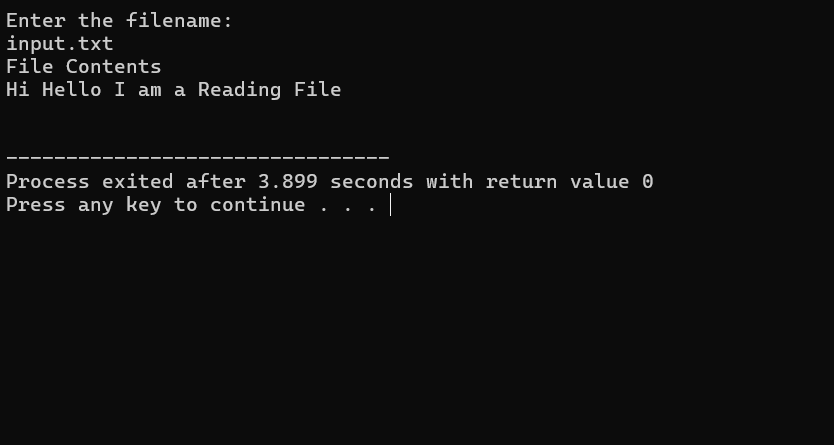 Enter the filename:
input.txt
File Contents
Hi Hello I am a Reading File
--------------------------------
Process exited after 3.899 seconds with return value 0
Press any key to continue . . .